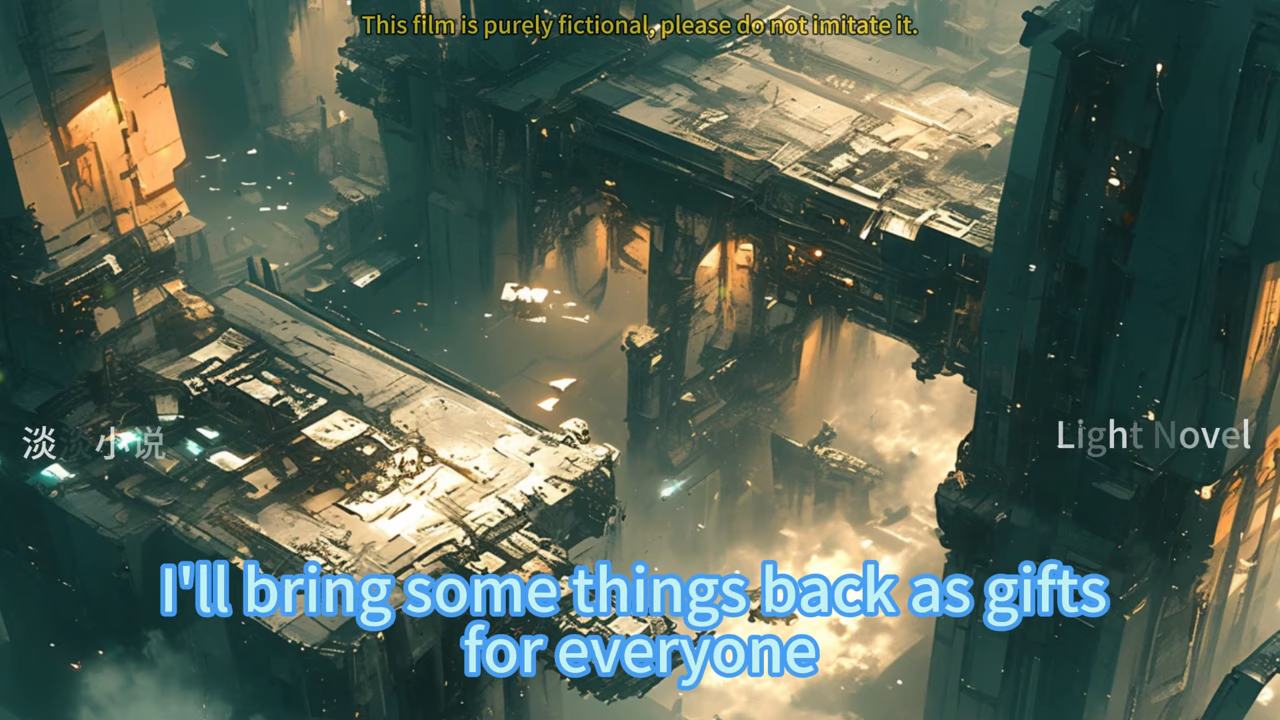 This film is purely fictional, please do not imitate it.
淡淡小说
Light Novel
I'll bring some things back as gifts
for everyone